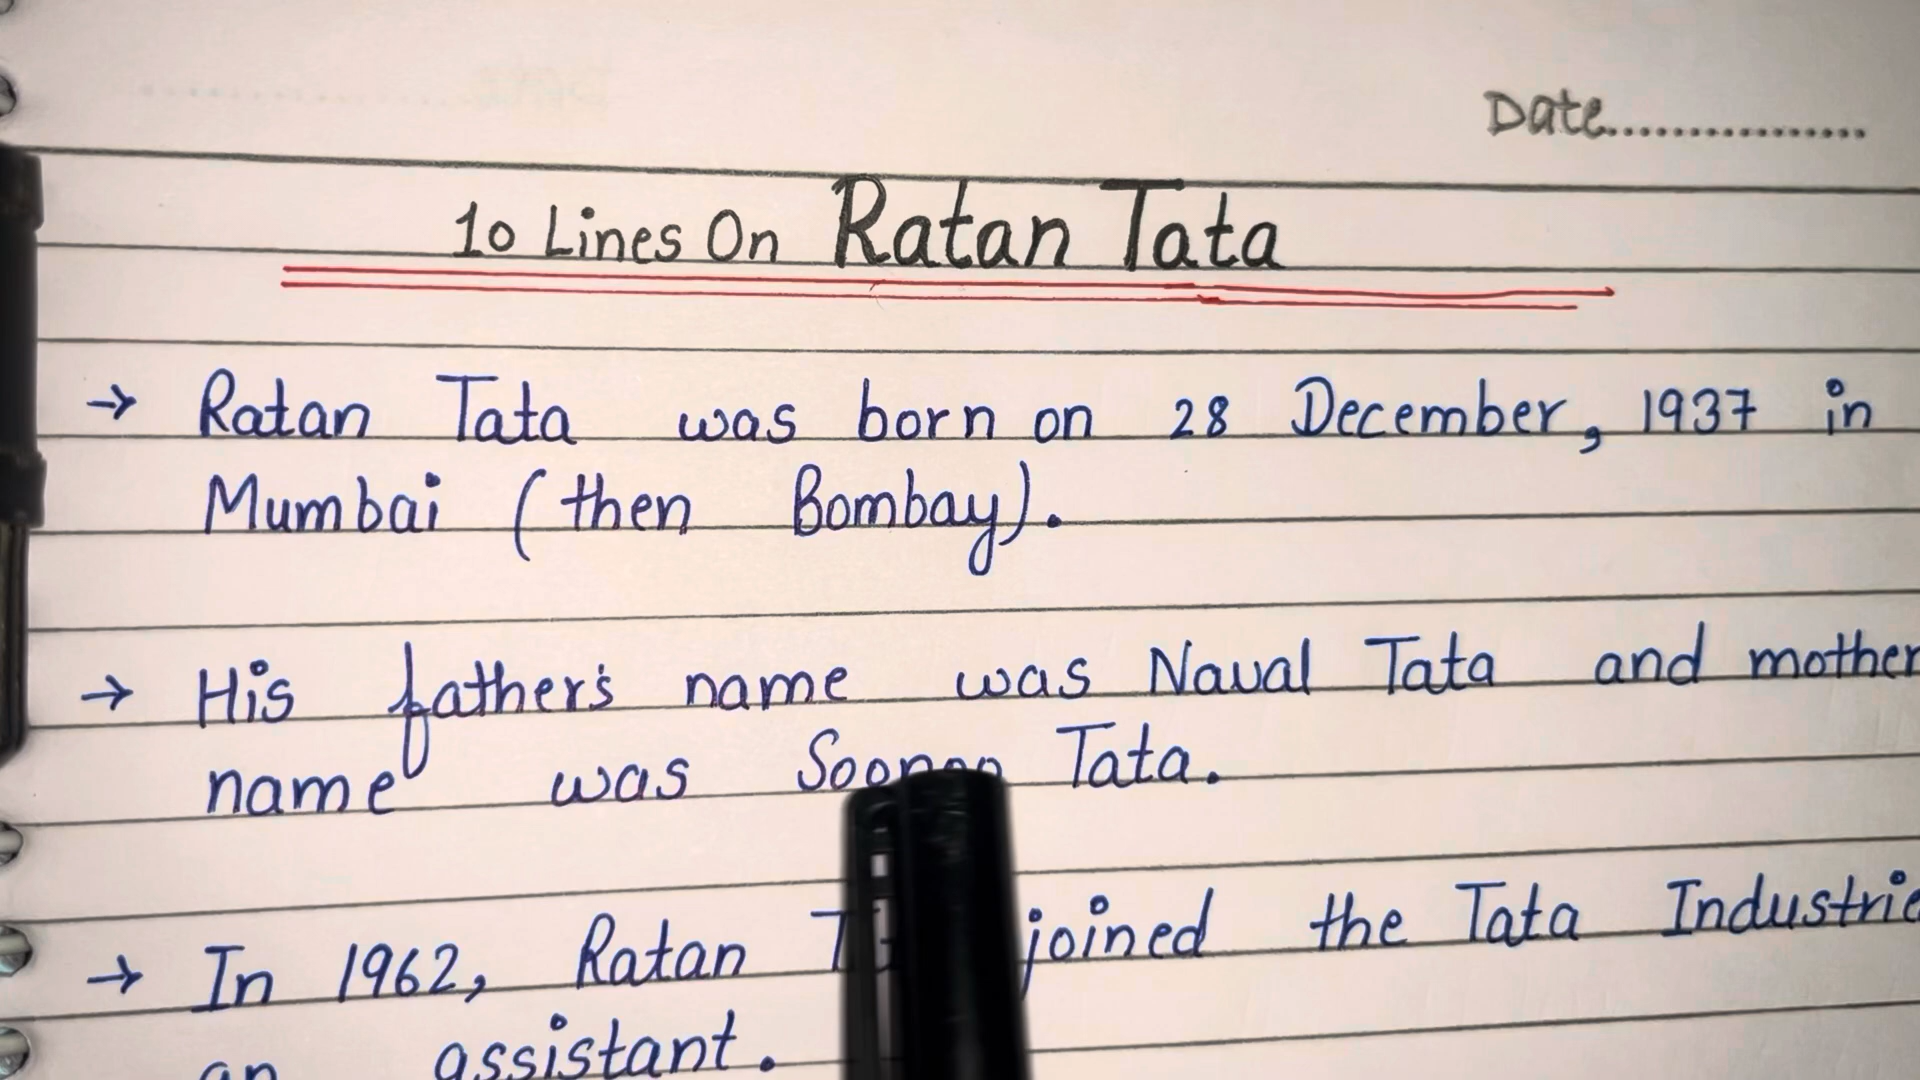 Date.................
10 Lines On Ratan Tata
→ Ratan Tata was born on 28 December, 1937 in
Mumbai (then Bombay).
→ His father's name was Naval Tata and mother
name was Tata.
→ In 1962, Ratan joined the Tata
an assistant.